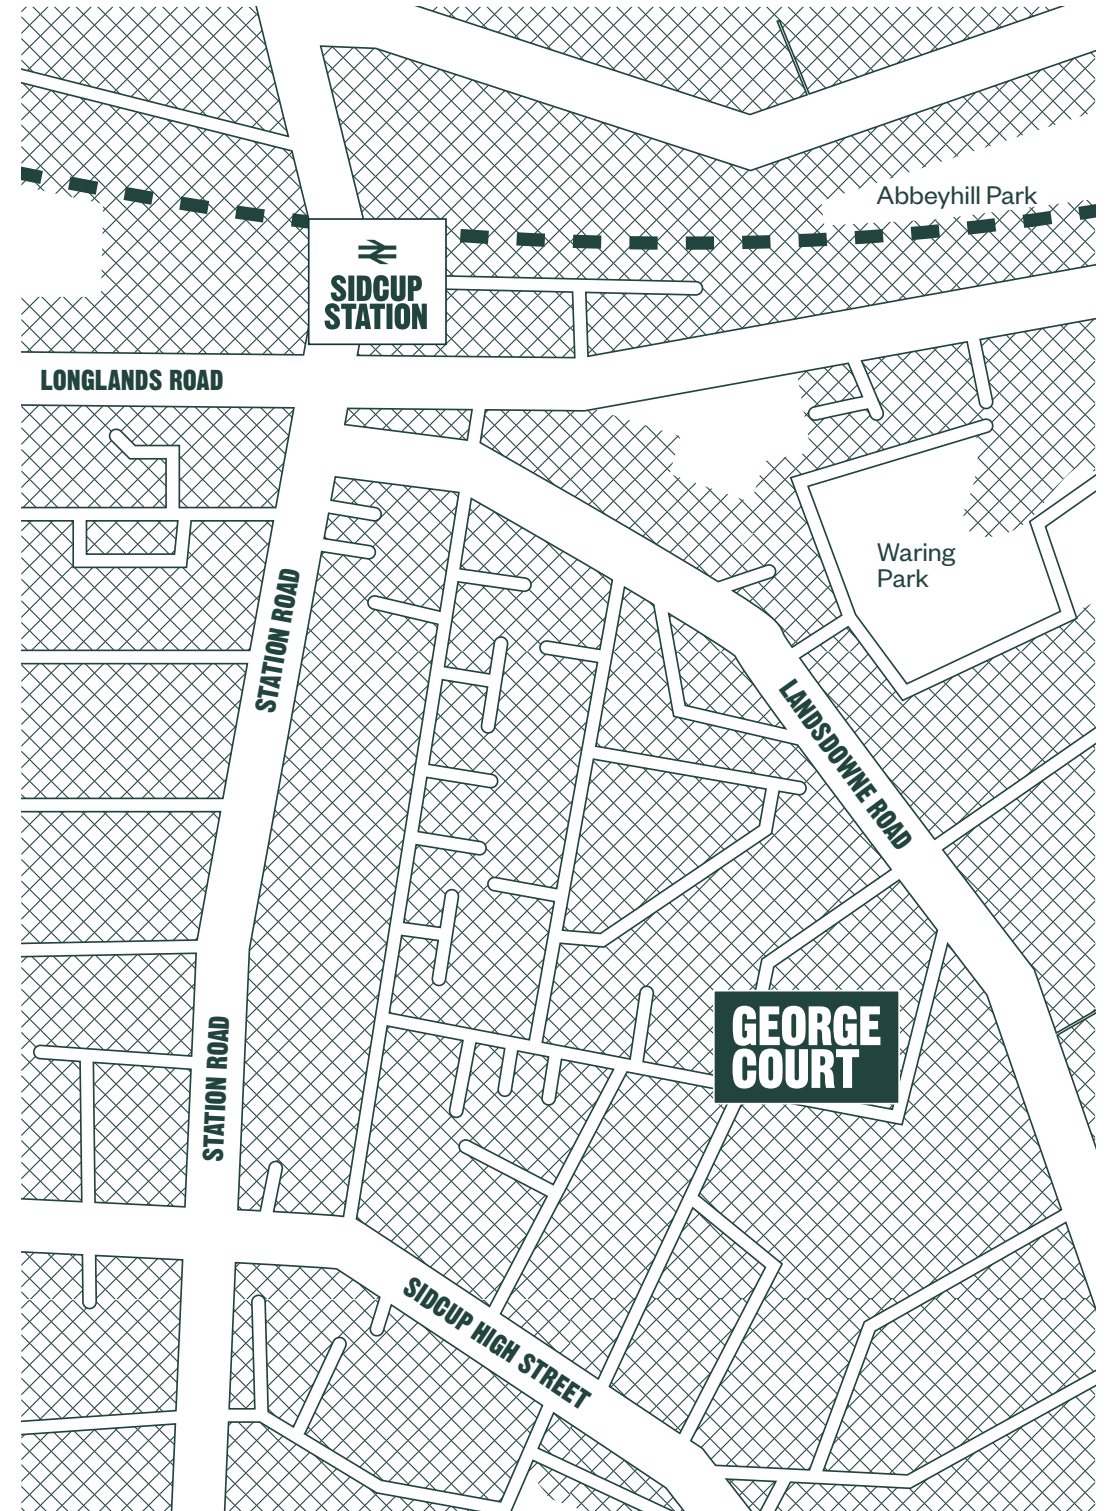 Abbeyhill Park
SIDCUP
STATION
LONGLANDS ROAD
Waring
Park
STATION ROAD
LANDSDOWNE ROAD
GEORGE
COURT
STATION ROAD
SIDCUP HIGH STREET